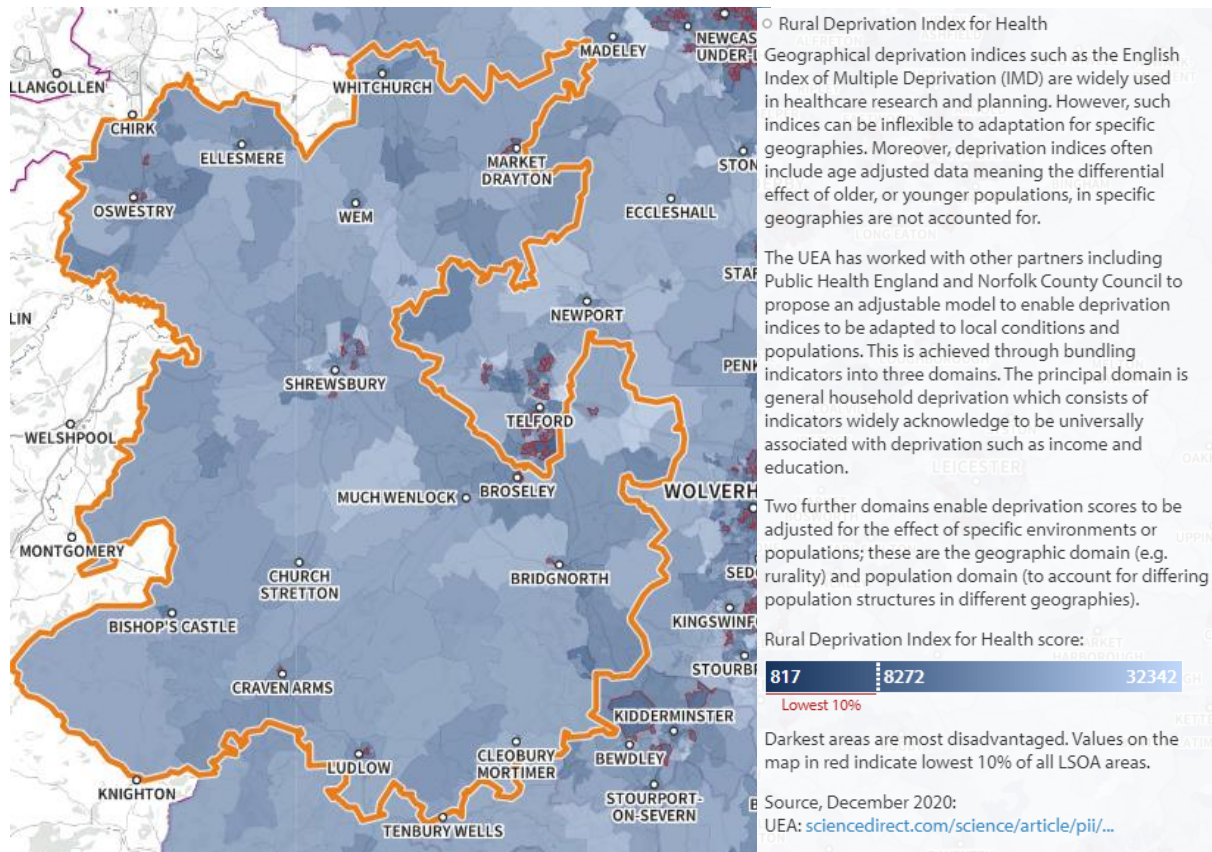 LLANGOLLEN
CHIRK
WHITCHURCH
MADELEY
ELLESMERE
MARKET
DRAYTON
OSWESTRY
WEM
ECCLESHALL
NEWPORT
SHREWSBURY
TELFORD
WELSHPOOL
MUCH WENLOCK
BROSELEY
MONTGOMERY
CHURCH
STRETTON
BRIDGNORTH
BISHOP'S CASTLE
CRAVEN ARMS
KIDDERMINSTER
LUDLOW
CLEOBURY
MORTIMER
BEWDLEY
KNIGHTON
STOURPORT-
ON-SEVERN
TENBURY WELLS
NEWCAS
UNDER-L
STON
STAF
LIN
PENK
WOLVERH
SED
KINGSWINF
STOURB
Rural Deprivation Index for Health
Geographical deprivation indices such as the English
Index of Multiple Deprivation (IMD) are widely used
in healthcare research and planning. However, such
indices can be inflexible to adaptation for specific
geographies. Moreover, deprivation indices often
include age adjusted data meaning the differential
effect of older, or younger populations, in specific
geographies are not accounted for.
The UEA has worked with other partners including
Public Health England and Norfolk County Council to
propose an adjustable model to enable deprivation
indices to be adapted to local conditions and
populations. This is achieved through bundling
indicators into three domains. The principal domain is
general household deprivation which consists of
indicators widely acknowledge to be universally
associated with deprivation such as income and
education.
Two further domains enable deprivation scores to be
adjusted for the effect of specific environments or
populations; these are the geographic domain (e.g.
rurality) and population domain (to account for differing
population structures in different geographies).
Rural Deprivation Index for Health score:
817 8272 32342
Lowest 10%
Darkest areas are most disadvantaged. Values on the
map in red indicate lowest 10% of all LSOA areas.
Source, December 2020:
UEA: sciencedirect.com/science/article/pii/...
LONG EATON
LEICESTER
MARKET
HARBOROUGH